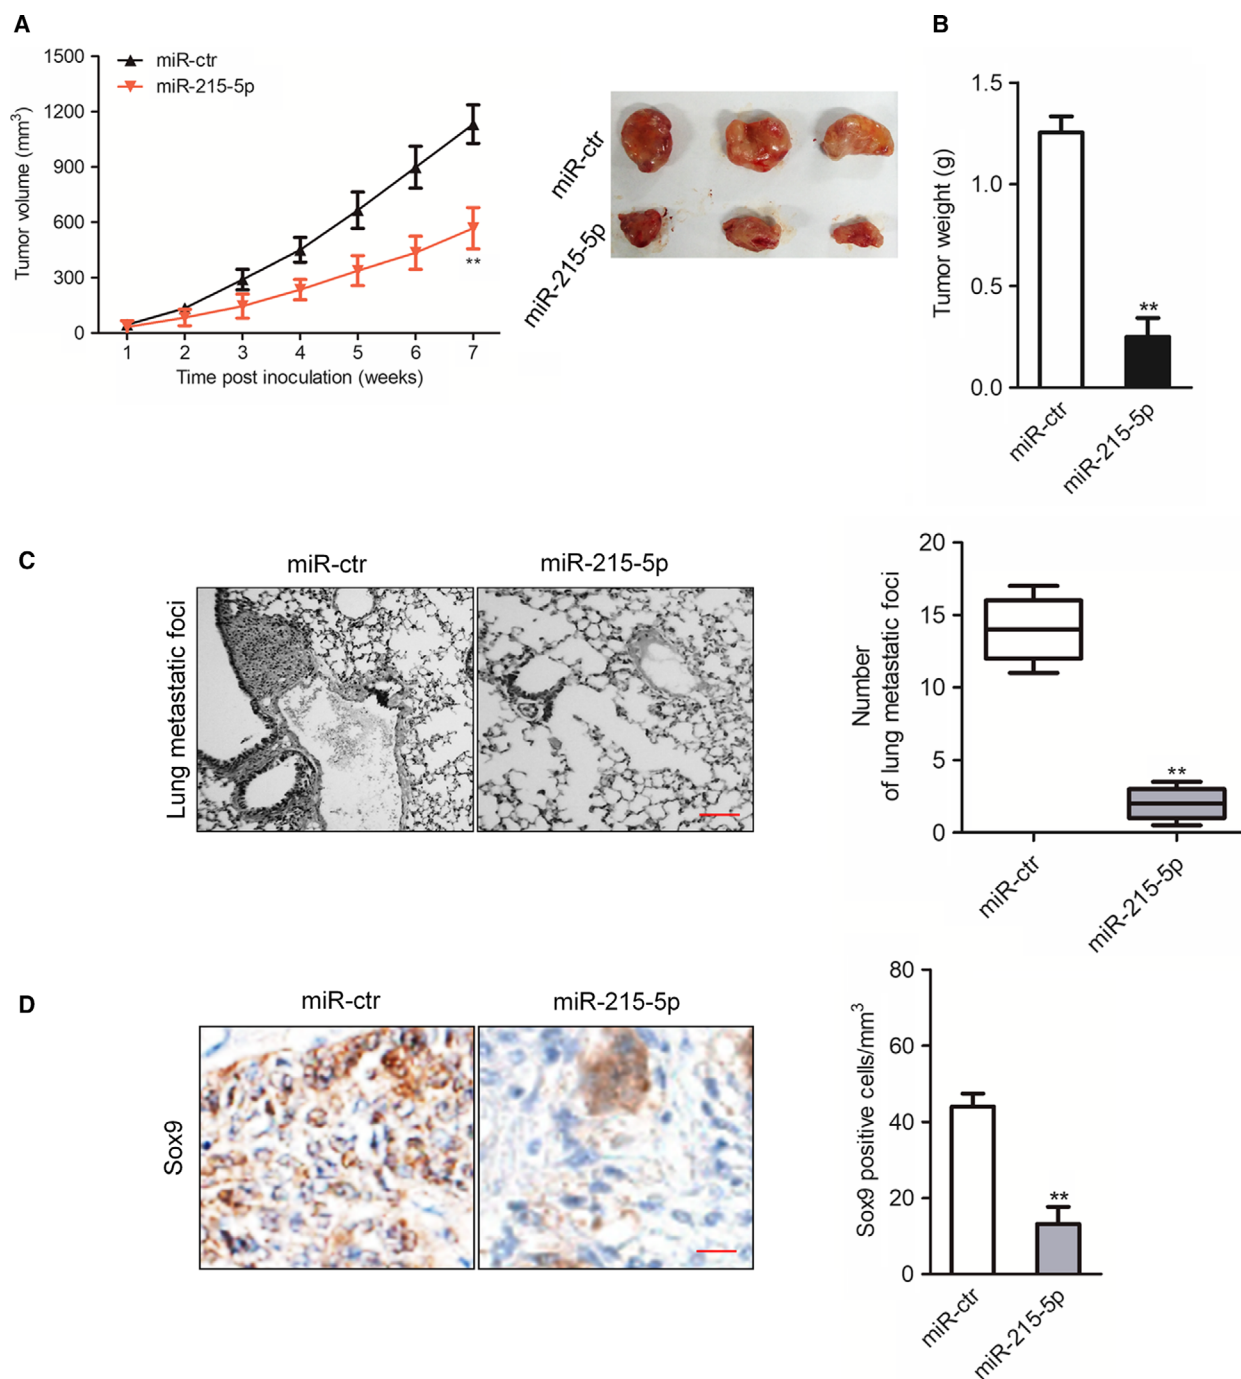 A
1500
1200
900
600
300
0
Tumor volume (mm³)
miR-ctr
miR-215-5p
**
1 2 3 4 5 6 7
Time post inoculation (weeks)
miR-ctr
miR-215-5p
B
1.5
1.0
0.5
0.0
Tumor weight (g)
**
miR-ctr
miR-215-5p
C
miR-ctr
miR-215-5p
Lung metastatic foci
20
15
10
5
0
Number
of lung metastatic foci
**
miR-ctr
miR-215-5p
D
miR-ctr
miR-215-5p
Sox9
80
60
40
20
0
Sox9 positive cells/mm³
**
miR-ctr
miR-215-5p